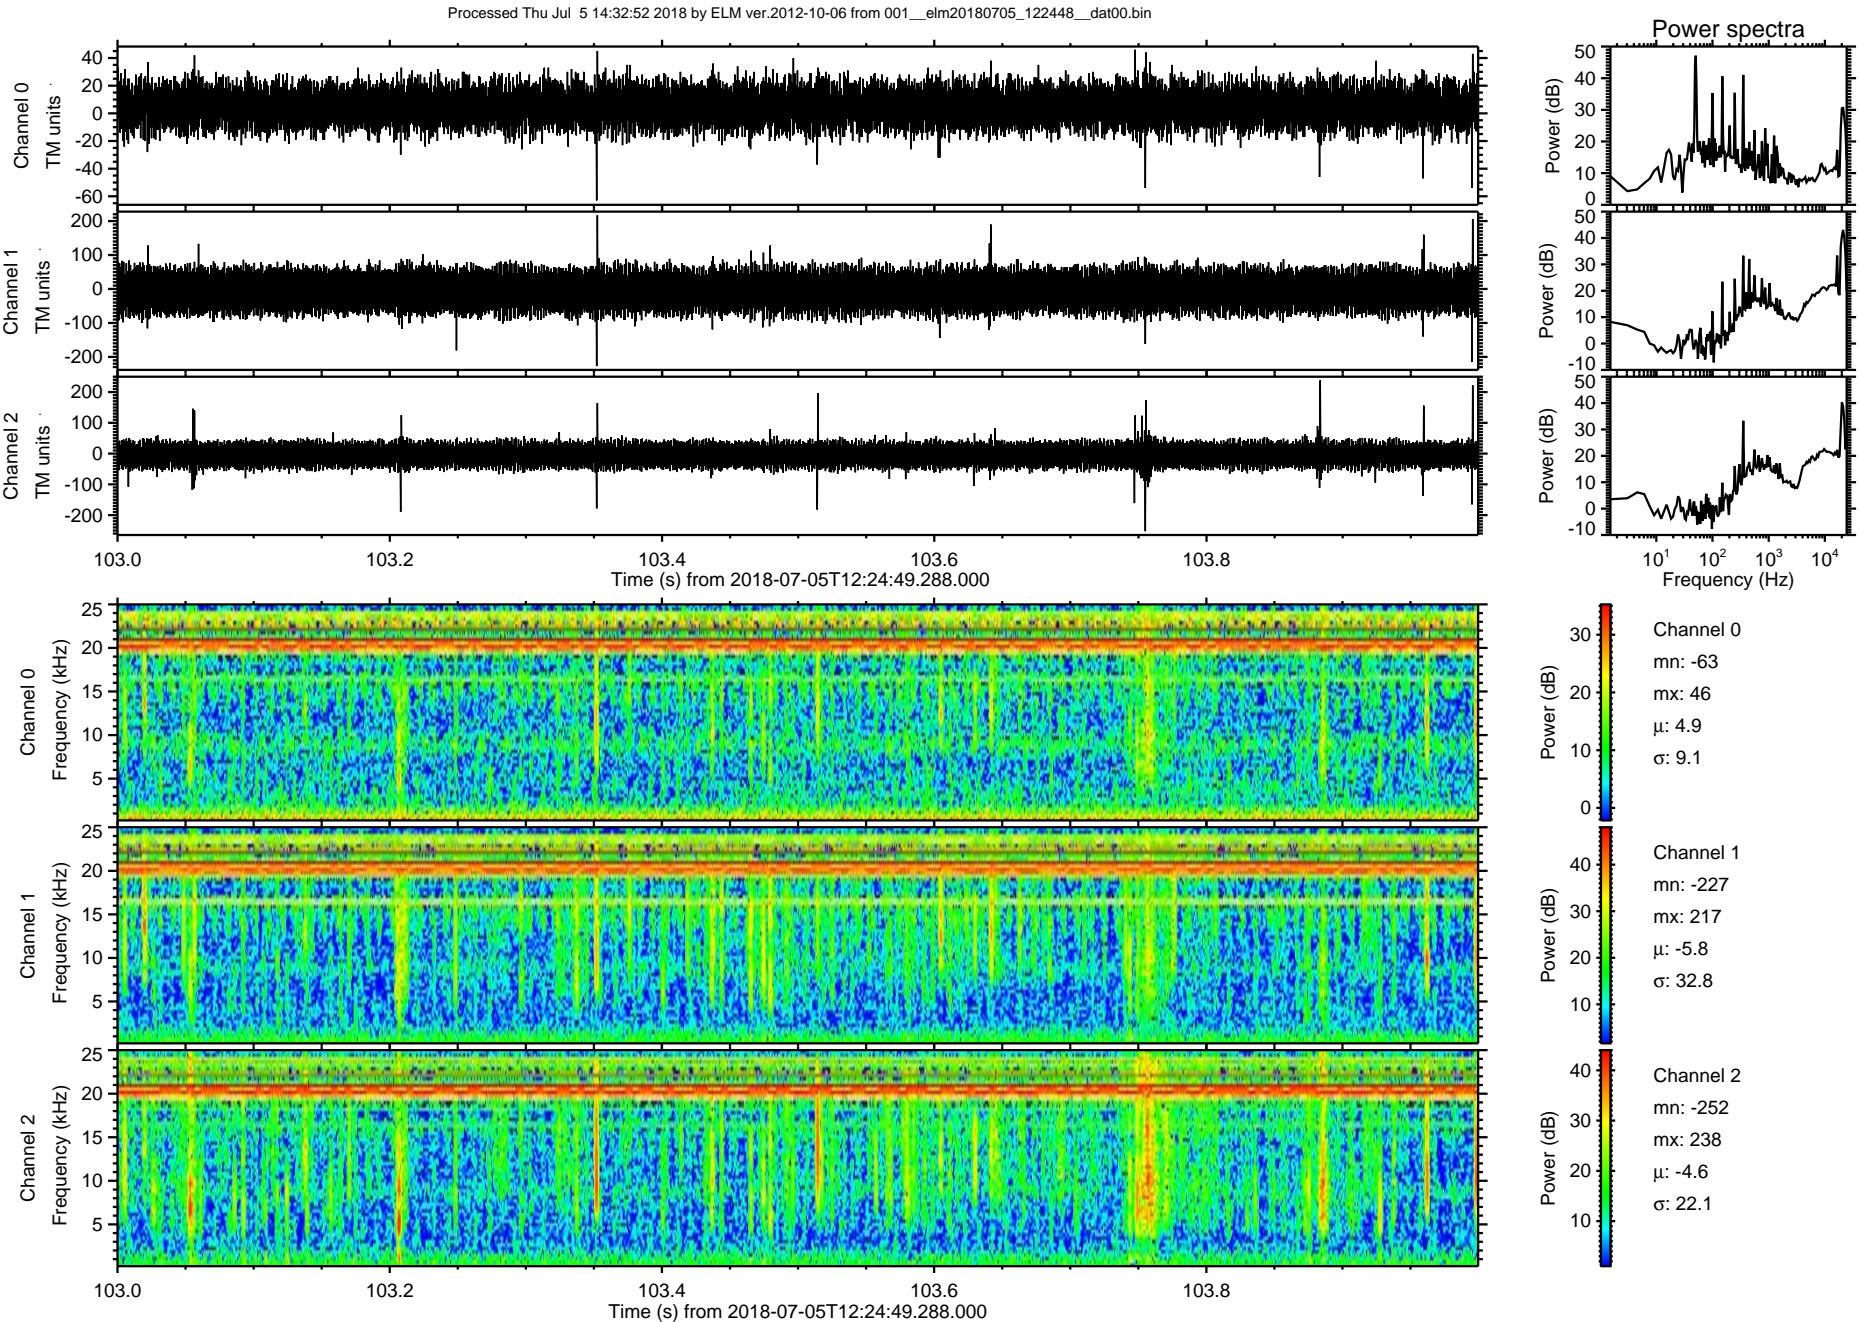 Processed Thu Jul  5 14:32:52 2018 by ELM ver.2012-10-06 from 001__elm20180705_122448__dat00.bin
Power spectra
Channel 0
TM units
40
20
0
-20
-40
-60
Power (dB)
50
40
30
20
10
0
Channel 1
TM units
200
100
0
-100
-200
Power (dB)
50
40
30
20
10
0
-10
Channel 2
TM units
200
100
0
-100
-200
Power (dB)
50
40
30
20
10
0
-10
103.0 103.2 103.4 103.6 103.8
Time (s) from 2018-07-05T12:24:49.288.000
10¹ 10² 10³ 10⁴
Frequency (Hz)
Channel 0
Frequency (kHz)
25
20
15
10
5
Power (dB)
30
20
10
0
Channel 0
mn: -63
mx: 46
µ: 4.9
σ: 9.1
Channel 1
Frequency (kHz)
25
20
15
10
5
Power (dB)
40
30
20
10
Channel 1
mn: -227
mx: 217
µ: -5.8
σ: 32.8
Channel 2
Frequency (kHz)
25
20
15
10
5
Power (dB)
40
30
20
10
Channel 2
mn: -252
mx: 238
µ: -4.6
σ: 22.1
103.0 103.2 103.4 103.6 103.8
Time (s) from 2018-07-05T12:24:49.288.000